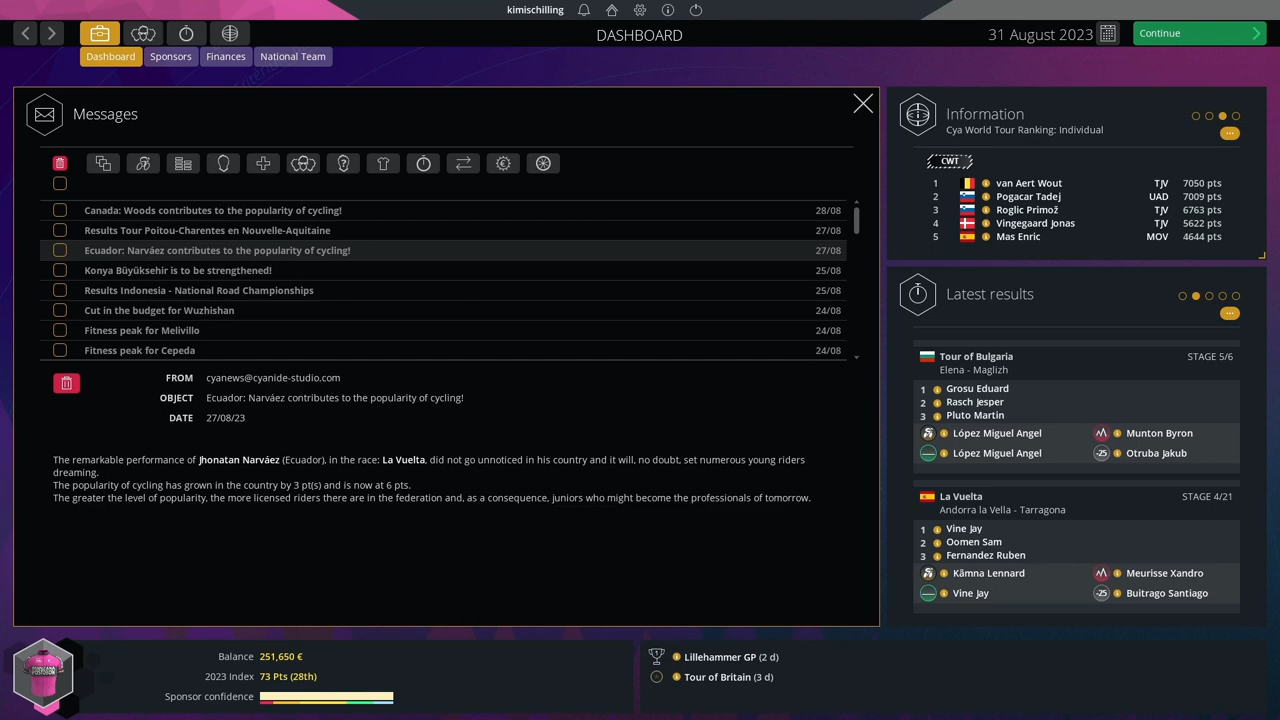 kimischilling
DASHBOARD
31 August 2023
Continue
Dashboard
Sponsors
Finances
National Team
Messages
Canada: Woods contributes to the popularity of cycling! 28/08
Results Tour Poitou-Charentes en Nouvelle-Aquitaine 27/08
Ecuador: Narváez contributes to the popularity of cycling! 27/08
Konya Büyüksehir is to be strengthened! 25/08
Results Indonesia - National Road Championships 25/08
Cut in the budget for Wuzhishan 24/08
Fitness peak for Melivillo 24/08
Fitness peak for Cepeda 24/08
FROM cyanews@cyanide-studio.com
OBJECT Ecuador: Narváez contributes to the popularity of cycling!
DATE 27/08/23
The remarkable performance of Jhonatan Narváez (Ecuador), in the race: La Vuelta, did not go unnoticed in his country and it will, no doubt, set numerous young riders
dreaming.
The popularity of cycling has grown in the country by 3 pt(s) and is now at 6 pts.
The greater the level of popularity, the more licensed riders there are in the federation and, as a consequence, juniors who might become the professionals of tomorrow.
Information
Cya World Tour Ranking: Individual
CWT
1 van Aert Wout TJV 7050 pts
2 Pogacar Tadej UAD 7009 pts
3 Roglic Primož TJV 6763 pts
4 Vingegaard Jonas TJV 5622 pts
5 Mas Enric MOV 4644 pts
Latest results
Tour of Bulgaria STAGE 5/6
Elena - Maglizh
1 Grosu Eduard
2 Rasch Jesper
3 Pluto Martin
López Miguel Angel Munton Byron
López Miguel Angel -25 Otruba Jakub
La Vuelta STAGE 4/21
Andorra la Vella - Tarragona
1 Vine Jay
2 Oomen Sam
3 Fernandez Ruben
Kämna Lennard Meurisse Xandro
Vine Jay -25 Buitrago Santiago
Balance 251,650 €
2023 Index 73 Pts (28th)
Sponsor confidence
Lillehammer GP (2 d)
Tour of Britain (3 d)